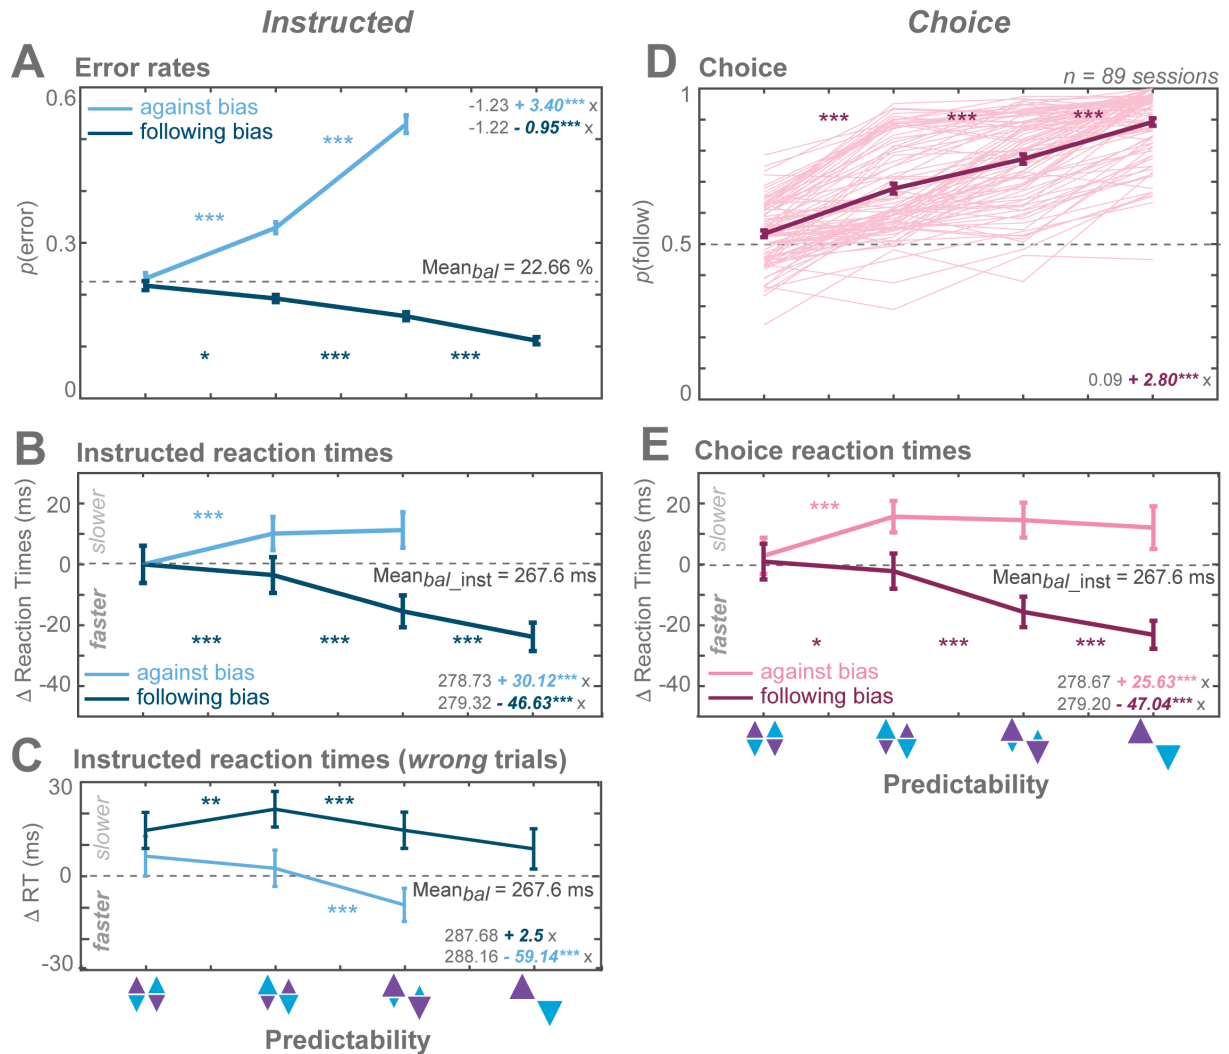 Instructed
Choice
A Error rates
0.6
against bias
following bias
-1.23 + 3.40*** x
-1.22 - 0.95*** x
***
***
0.3
p(error)
Meanbal = 22.66 %
*
***
***
0
D Choice
n = 89 sessions
1
***
***
***
0.5
p(follow)
0.09 + 2.80*** x
0
B Instructed reaction times
20
0
-20
-40
Δ Reaction Times (ms)
slower
faster
***
Meanbal_inst = 267.6 ms
***
***
***
against bias
following bias
278.73 + 30.12*** x
279.32 - 46.63*** x
E Choice reaction times
20
0
-20
-40
Δ Reaction Times (ms)
slower
faster
***
Meanbal_inst = 267.6 ms
*
***
***
against bias
following bias
278.67 + 25.63*** x
279.20 - 47.04*** x
Predictability
C Instructed reaction times (wrong trials)
30
0
-30
Δ RT (ms)
slower
faster
**
***
Meanbal = 267.6 ms
***
287.68 + 2.5 x
288.16 - 59.14*** x
Predictability